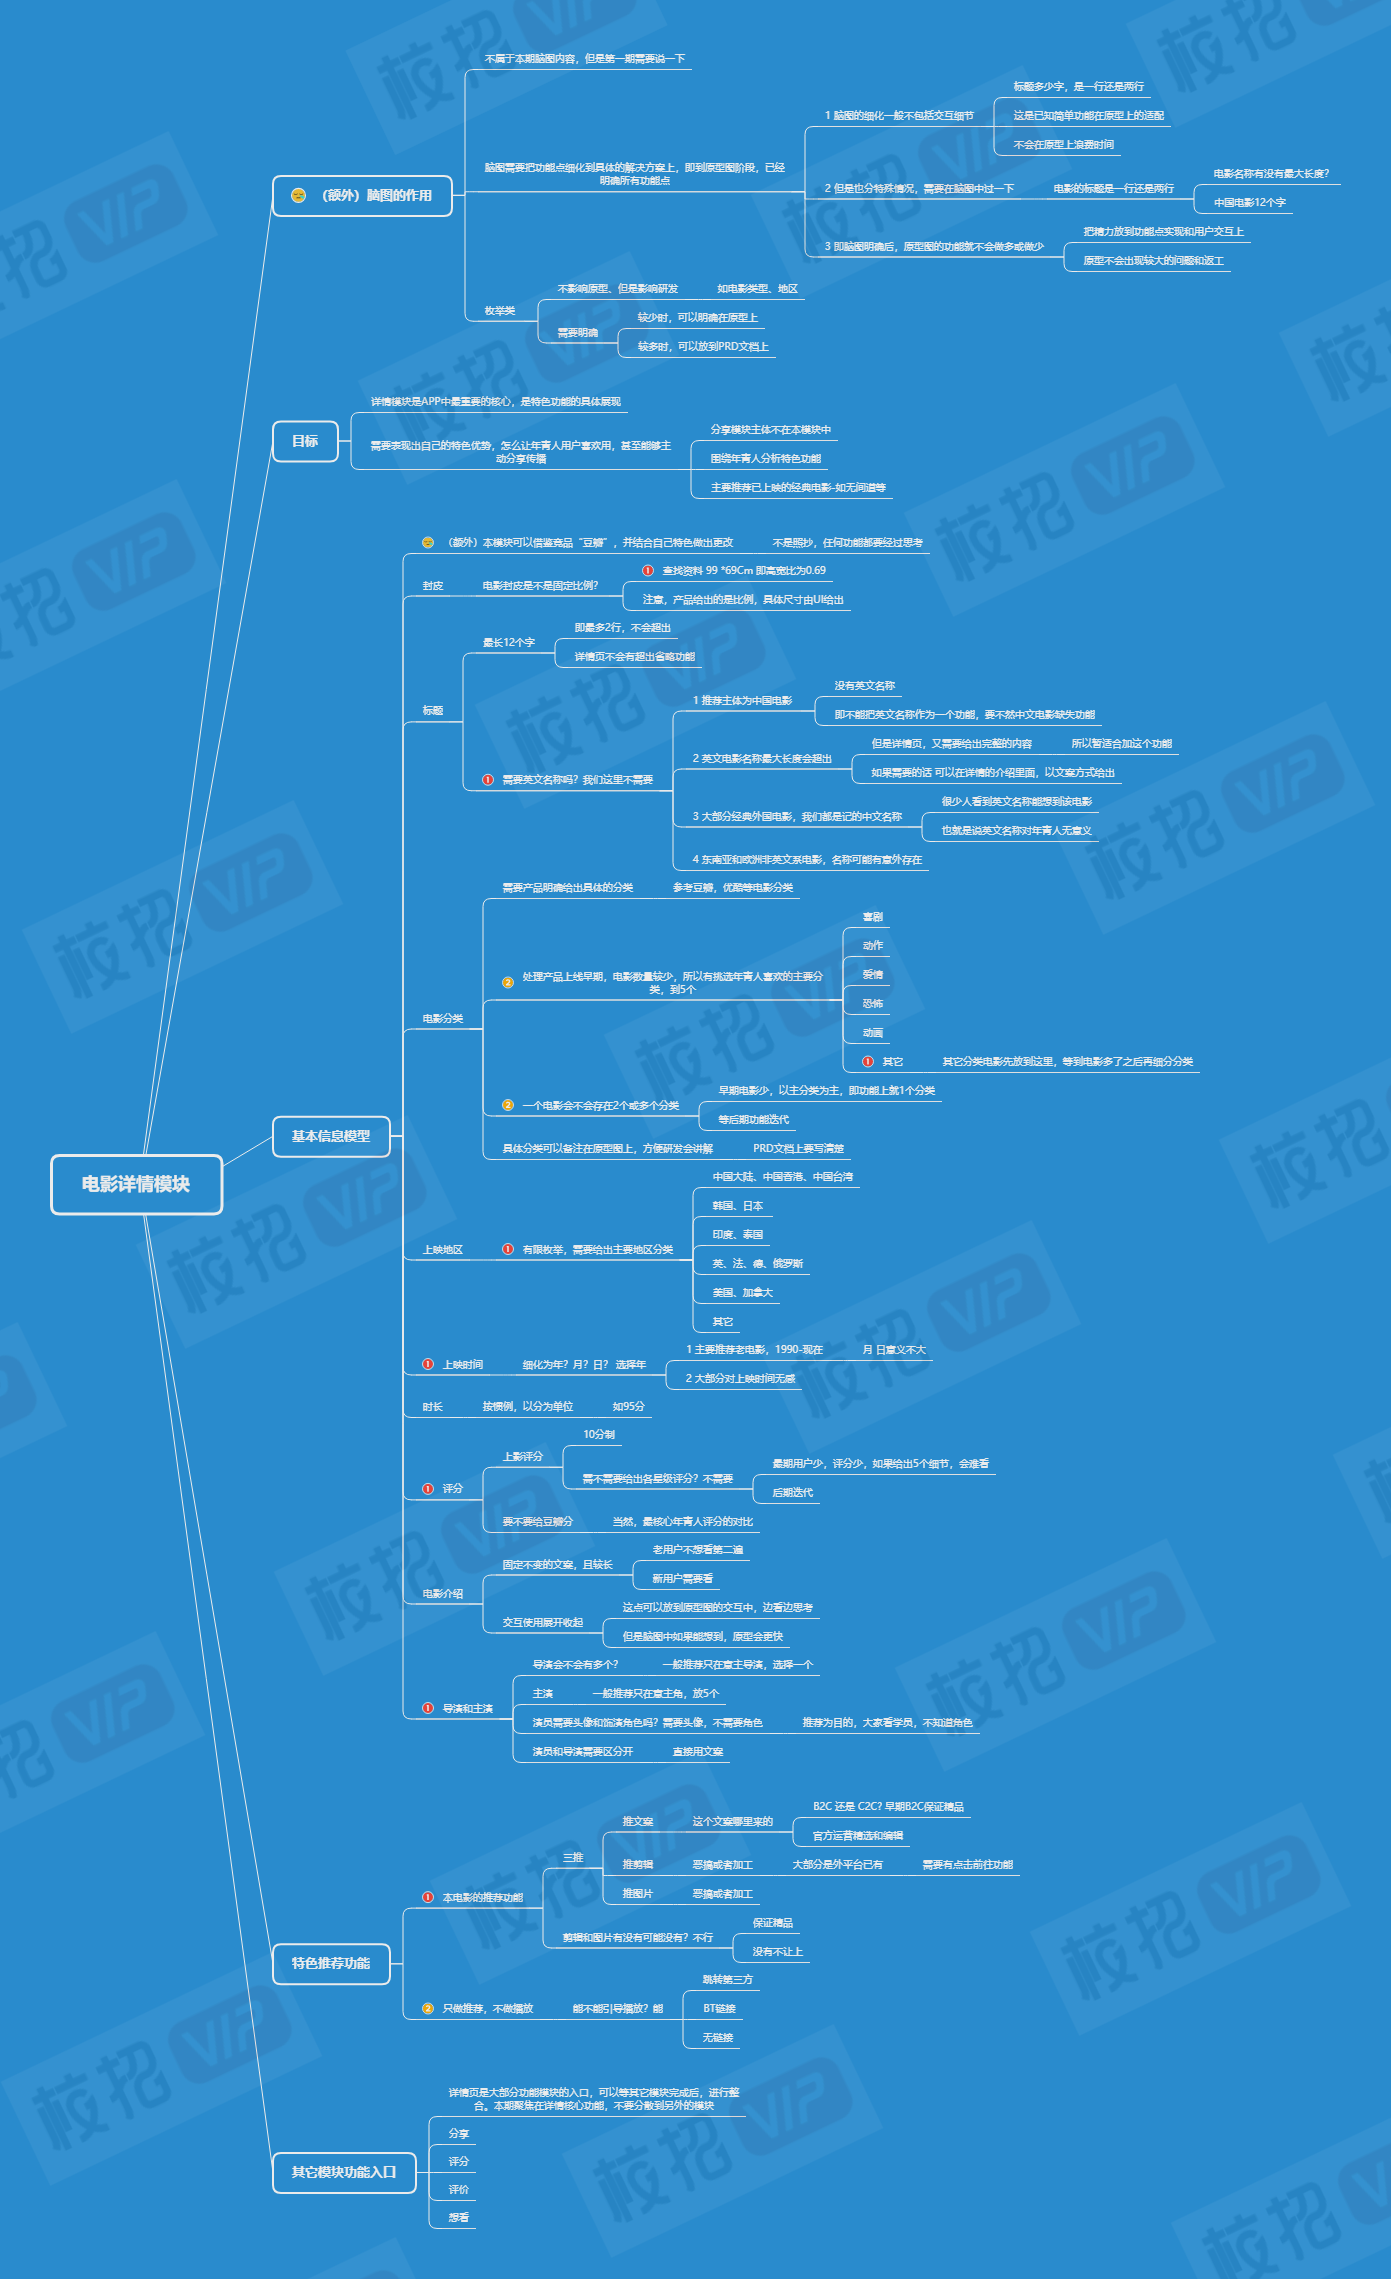 电影详情模块
（额外）脑图的作用
不属于本期脑图内容，但是第一期需要说一下
脑图需要把功能点细化到具体的解决方案上，即到原型图阶段，已经
明确所有功能点
1 脑图的细化一般不包括交互细节
标题多少字，是一行还是两行
这是已知简单功能在原型上的适配
不会在原型上浪费时间
2 但是也分特殊情况，需要在脑图中过一下
电影的标题是一行还是两行
电影名称有没有最大长度？
中国电影12个字
3 即脑图明确后，原型图的功能就不会做多或做少
把精力放到功能点实现和用户交互上
原型不会出现较大的问题和返工
枚举类
不影响原型、但是影响研发
如电影类型、地区
需要明确
较少时，可以明确在原型上
较多时，可以放到PRD文档上
目标
详情模块是APP中最重要的核心，是特色功能的具体展现
需要表现出自己的特色优势，怎么让年青人用户喜欢用，甚至能够主
动分享传播
分享模块主体不在本模块中
围绕年青人分析特色功能
主要推荐已上映的经典电影-如无间道等
基本信息模型
（额外）本模块可以借鉴竞品“豆瓣”，并结合自己特色做出更改
不是照抄，任何功能都要经过思考
封皮
电影封皮是不是固定比例？
查找资料 99 *69Cm 即高宽比为0.69
注意，产品给出的是比例，具体尺寸由UI给出
标题
最长12个字
即最多2行，不会超出
详情页不会有超出省略功能
需要英文名称吗？我们这里不需要
1 推荐主体为中国电影
没有英文名称
即不能把英文名称作为一个功能，要不然中文电影缺失功能
2 英文电影名称最大长度会超出
但是详情页，又需要给出完整的内容
所以暂适合加这个功能
如果需要的话 可以在详情的介绍里面，以文案方式给出
3 大部分经典外国电影，我们都是记的中文名称
很少人看到英文名称能想到该电影
也就是说英文名称对年青人无意义
4 东南亚和欧洲非英文系电影，名称可能有意外存在
电影分类
需要产品明确给出具体的分类
参考豆瓣，优酷等电影分类
处理产品上线早期，电影数量较少，所以有挑选年青人喜欢的主要分
类，到5个
喜剧
动作
爱情
恐怖
动画
其它
其它分类电影先放到这里，等到电影多了之后再细分分类
一个电影会不会存在2个或多个分类
早期电影少，以主分类为主，即功能上就1个分类
等后期功能迭代
具体分类可以备注在原型图上，方便研发会讲解
PRD文档上要写清楚
上映地区
有限枚举，需要给出主要地区分类
中国大陆、中国香港、中国台湾
韩国、日本
印度、泰国
英、法、德、俄罗斯
美国、加拿大
其它
上映时间
细化为年？月？日？ 选择年
1 主要推荐老电影，1990-现在
月 日意义不大
2 大部分对上映时间无感
时长
按惯例，以分为单位
如95分
评分
上影评分
10分制
需不需要给出各星级评分？不需要
最期用户少，评分少，如果给出5个细节，会难看
后期迭代
要不要给豆瓣分
当然，最核心年青人评分的对比
电影介绍
固定不变的文案，且较长
老用户不想看第二遍
新用户需要看
交互使用展开收起
这点可以放到原型图的交互中，边看边思考
但是脑图中如果能想到，原型会更快
导演和主演
导演会不会有多个？
一般推荐只在意主导演，选择一个
主演
一般推荐只在意主角，放5个
演员需要头像和饰演角色吗？需要头像，不需要角色
推荐为目的，大家看学员，不知道角色
演员和导演需要区分开
直接用文案
特色推荐功能
本电影的推荐功能
三推
推文案
这个文案哪里来的
B2C 还是 C2C? 早期B2C保证精品
官方运营精选和编辑
推剪辑
恶搞或者加工
大部分是外平台已有
需要有点击前往功能
推图片
恶搞或者加工
剪辑和图片有没有可能没有？不行
保证精品
没有不让上
只做推荐，不做播放
能不能引导播放？能
跳转第三方
BT链接
无链接
其它模块功能入口
详情页是大部分功能模块的入口，可以等其它模块完成后，进行整
合。本期聚焦在详情核心功能，不要分散到另外的模块
分享
评分
评价
想看